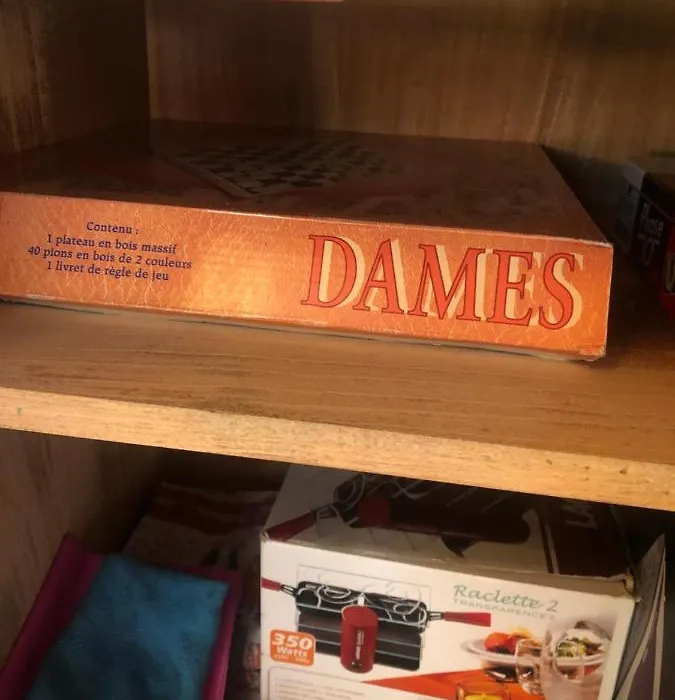 Contenu :
1 plateau en bois massif
40 pions en bois de 2 couleurs
1 livret de règle de jeu
DAMES
Raclette 2
TRANSPARENCES
350
Watts